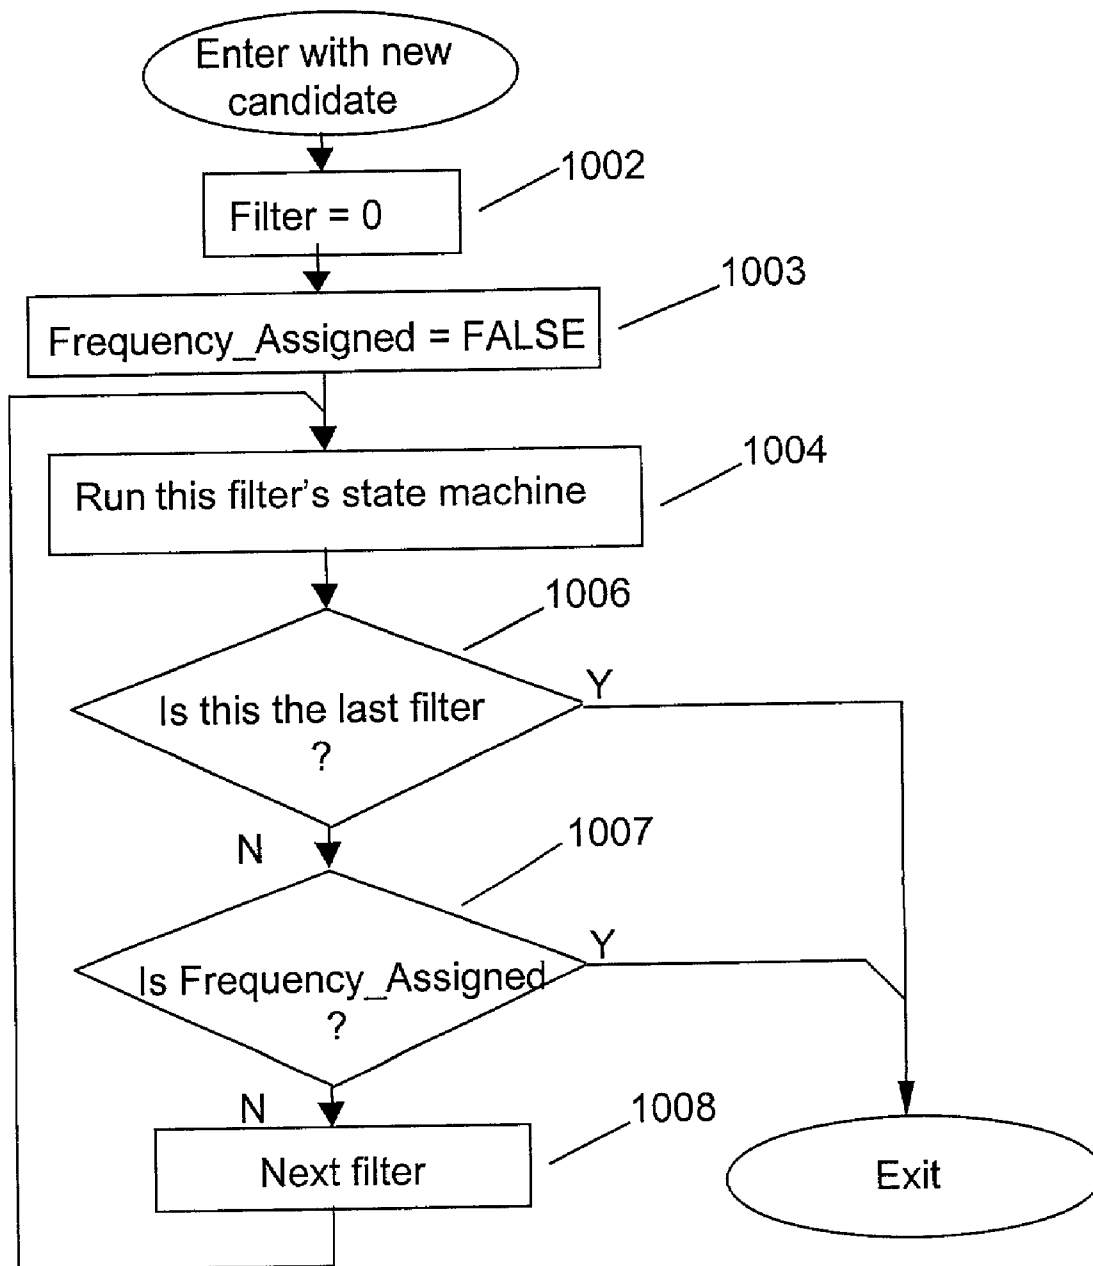 Enter with new
candidate
1002
Filter = 0
1003
Frequency_Assigned = FALSE
1004
Run this filter's state machine
1006
Y
Is this the last filter
?
N
1007
Y
Is Frequency_Assigned
?
N
1008
Next filter
Exit